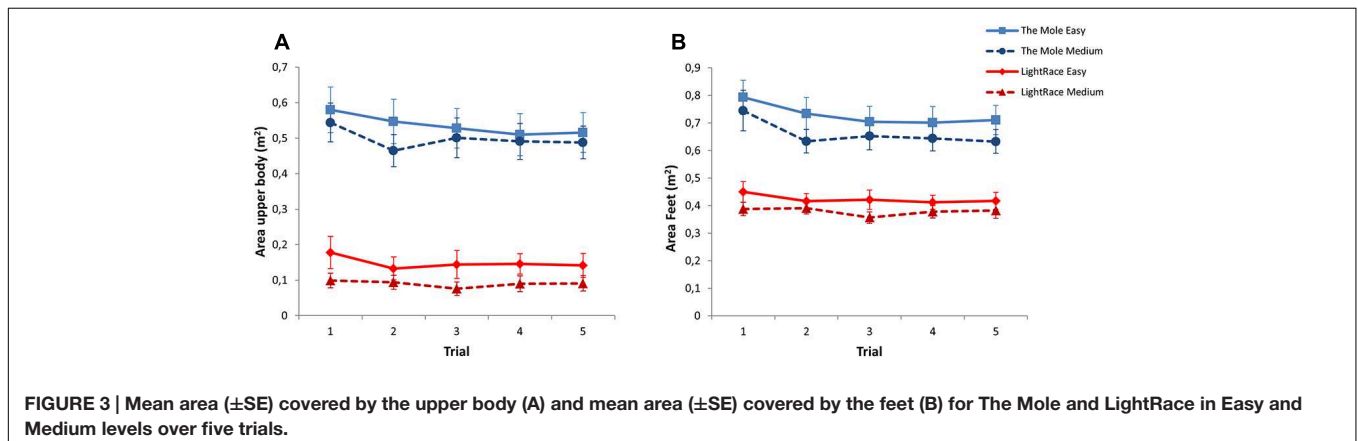 A
0,7
0,6
0,5
0,4
0,3
0,2
0,1
0
Area upper body (m²)
1 2 3 4 5
Trial
B
0,9
0,8
0,7
0,6
0,5
0,4
0,3
0,2
0,1
0
Area Feet (m²)
1 2 3 4 5
Trial
The Mole Easy
The Mole Medium
LightRace Easy
LightRace Medium
FIGURE 3 | Mean area (±SE) covered by the upper body (A) and mean area (±SE) covered by the feet (B) for The Mole and LightRace in Easy and
Medium levels over five trials.